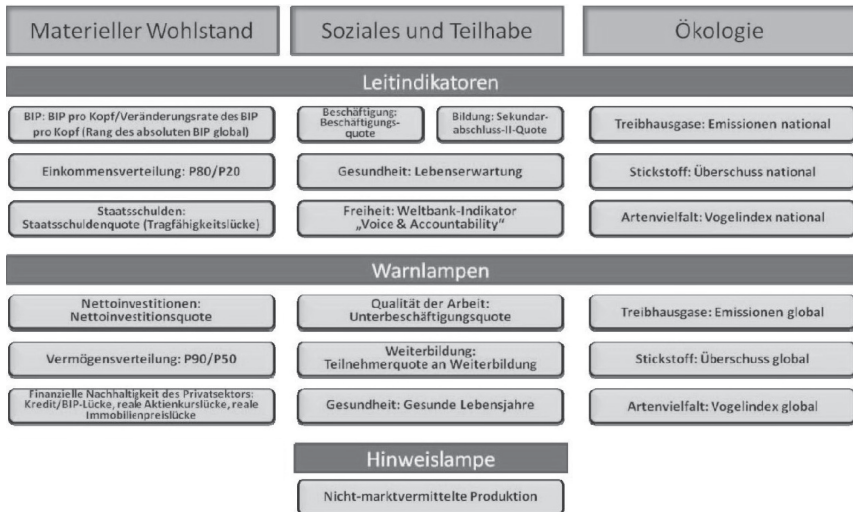 Materieller Wohlstand
Soziales und Teilhabe
Ökologie
Leitindikatoren
BIP: BIP pro Kopf/Veränderungsrate des BIP
pro Kopf (Rang des absoluten BIP global)
Beschäftigung:
Beschäftigungs-
quote
Bildung: Sekundar-
abschluss-II-Quote
Treibhausgase: Emissionen national
Einkommensverteilung: P80/P20
Gesundheit: Lebenserwartung
Stickstoff: Überschuss national
Staatsschulden:
Staatsschuldenquote (Tragfähigkeitslücke)
Freiheit: Weltbank-Indikator
„Voice & Accountability“
Artenvielfalt: Vogelindex national
Warnlampen
Nettoinvestitionen:
Nettoinvestitionsquote
Qualität der Arbeit:
Unterbeschäftigungsquote
Treibhausgase: Emissionen global
Vermögensverteilung: P90/P50
Weiterbildung:
Teilnehmerquote an Weiterbildung
Stickstoff: Überschuss global
Finanzielle Nachhaltigkeit des Privatsektors:
Kredit/BIP-Lücke, reale Aktienkurslücke, reale
Immobilienpreislücke
Gesundheit: Gesunde Lebensjahre
Artenvielfalt: Vogelindex global
Hinweislampe
Nicht-marktvermittelte Produktion